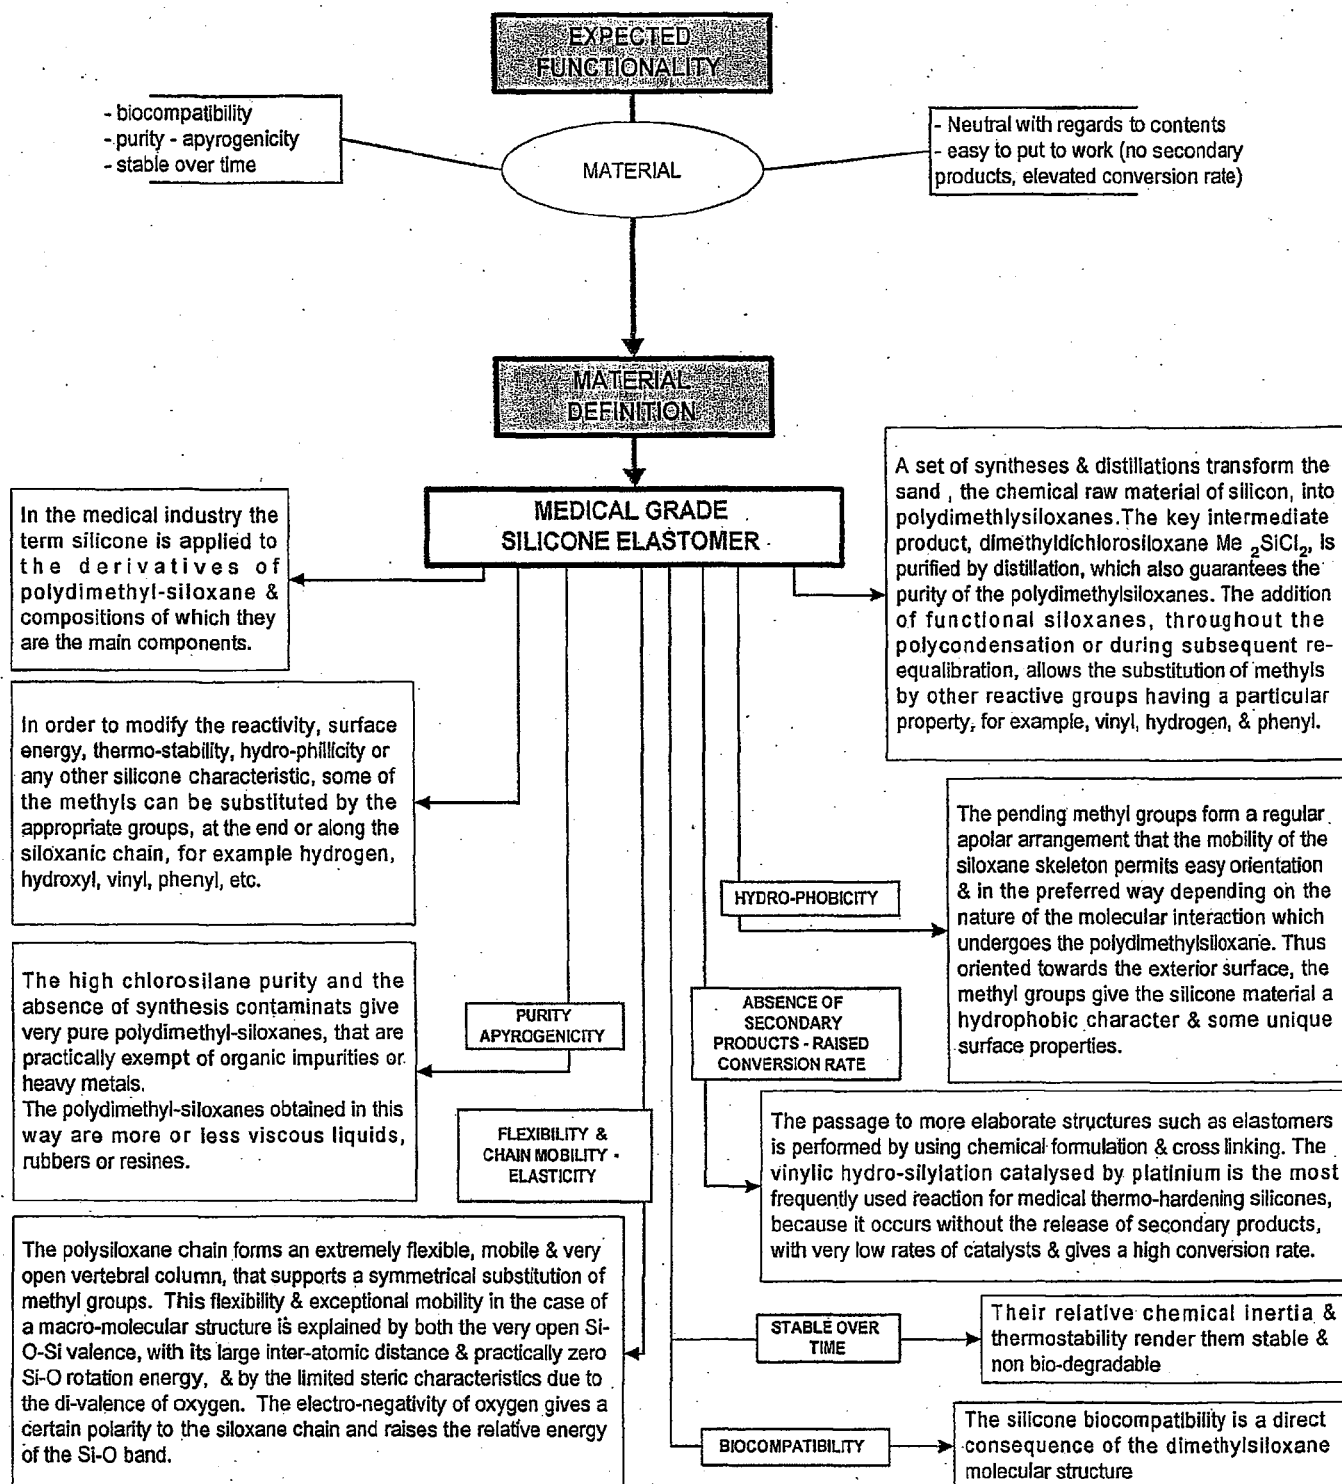 EXPECTED
FUNCTIONALITY
- biocompatibility
- purity - apyrogenicity
- stable over time
MATERIAL
- Neutral with regards to contents
- easy to put to work (no secondary
products, elevated conversion rate)
MATERIAL
DEFINITION
MEDICAL GRADE
SILICONE ELASTOMER
In the medical industry the
term silicone is applied to
the derivatives of
polydimethyl-siloxane &
compositions of which they
are the main components.
A set of syntheses & distillations transform the
sand , the chemical raw material of silicon, into
polydimethlysiloxanes.The key intermediate
product, dimethyldichlorosiloxane Me ₂SiCl₂, is
purified by distillation, which also guarantees the
purity of the polydimethylsiloxanes. The addition
of functional siloxanes, throughout the
polycondensation or during subsequent re-
equalibration, allows the substitution of methyls
by other reactive groups having a particular
property, for example, vinyl, hydrogen, & phenyl.
In order to modify the reactivity, surface
energy, thermo-stability, hydro-phillicity or
any other silicone characteristic, some of
the methyls can be substituted by the
appropriate groups, at the end or along the
siloxanic chain, for example hydrogen,
hydroxyl, vinyl, phenyl, etc.
HYDRO-PHOBICITY
The pending methyl groups form a regular
apolar arrangement that the mobility of the
siloxane skeleton permits easy orientation
& in the preferred way depending on the
nature of the molecular interaction which
undergoes the polydimethylsiloxane. Thus
oriented towards the exterior surface, the
methyl groups give the silicone material a
hydrophobic character & some unique
surface properties.
The high chlorosilane purity and the
absence of synthesis contaminats give
very pure polydimethyl-siloxanes, that are
practically exempt of organic impurities or
heavy metals.
The polydimethyl-siloxanes obtained in this
way are more or less viscous liquids,
rubbers or resines.
PURITY
APYROGENICITY
ABSENCE OF
SECONDARY
PRODUCTS - RAISED
CONVERSION RATE
FLEXIBILITY &
CHAIN MOBILITY -
ELASTICITY
The passage to more elaborate structures such as elastomers
is performed by using chemical formulation & cross linking. The
vinylic hydro-silylation catalysed by platinium is the most
frequently used reaction for medical thermo-hardening silicones,
because it occurs without the release of secondary products,
with very low rates of catalysts & gives a high conversion rate.
The polysiloxane chain forms an extremely flexible, mobile & very
open vertebral column, that supports a symmetrical substitution of
methyl groups. This flexibility & exceptional mobility in the case of
a macro-molecular structure is explained by both the very open Si-
O-Si valence, with its large inter-atomic distance & practically zero
Si-O rotation energy, & by the limited steric characteristics due to
the di-valence of oxygen. The electro-negativity of oxygen gives a
certain polarity to the siloxane chain and raises the relative energy
of the Si-O band.
STABLE OVER
TIME
Their relative chemical inertia &
thermostability render them stable &
non bio-degradable
BIOCOMPATIBILITY
The silicone biocompatibility is a direct
consequence of the dimethylsiloxane
molecular structure